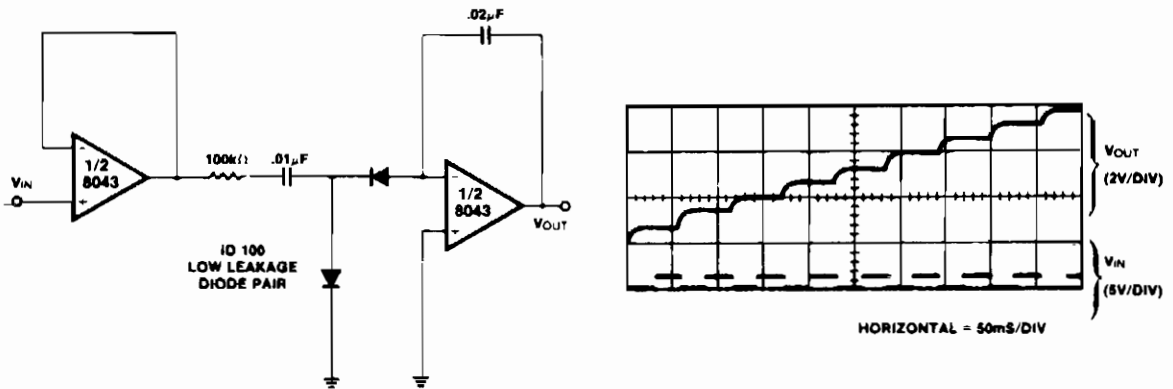 .02µF
1/2
8043
-
+
VIN
100kΩ
.01µF
1/2
8043
-
+
VOUT
ID 100
LOW LEAKAGE
DIODE PAIR
VOUT
(2V/DIV)
VIN
(5V/DIV)
HORIZONTAL = 50mS/DIV